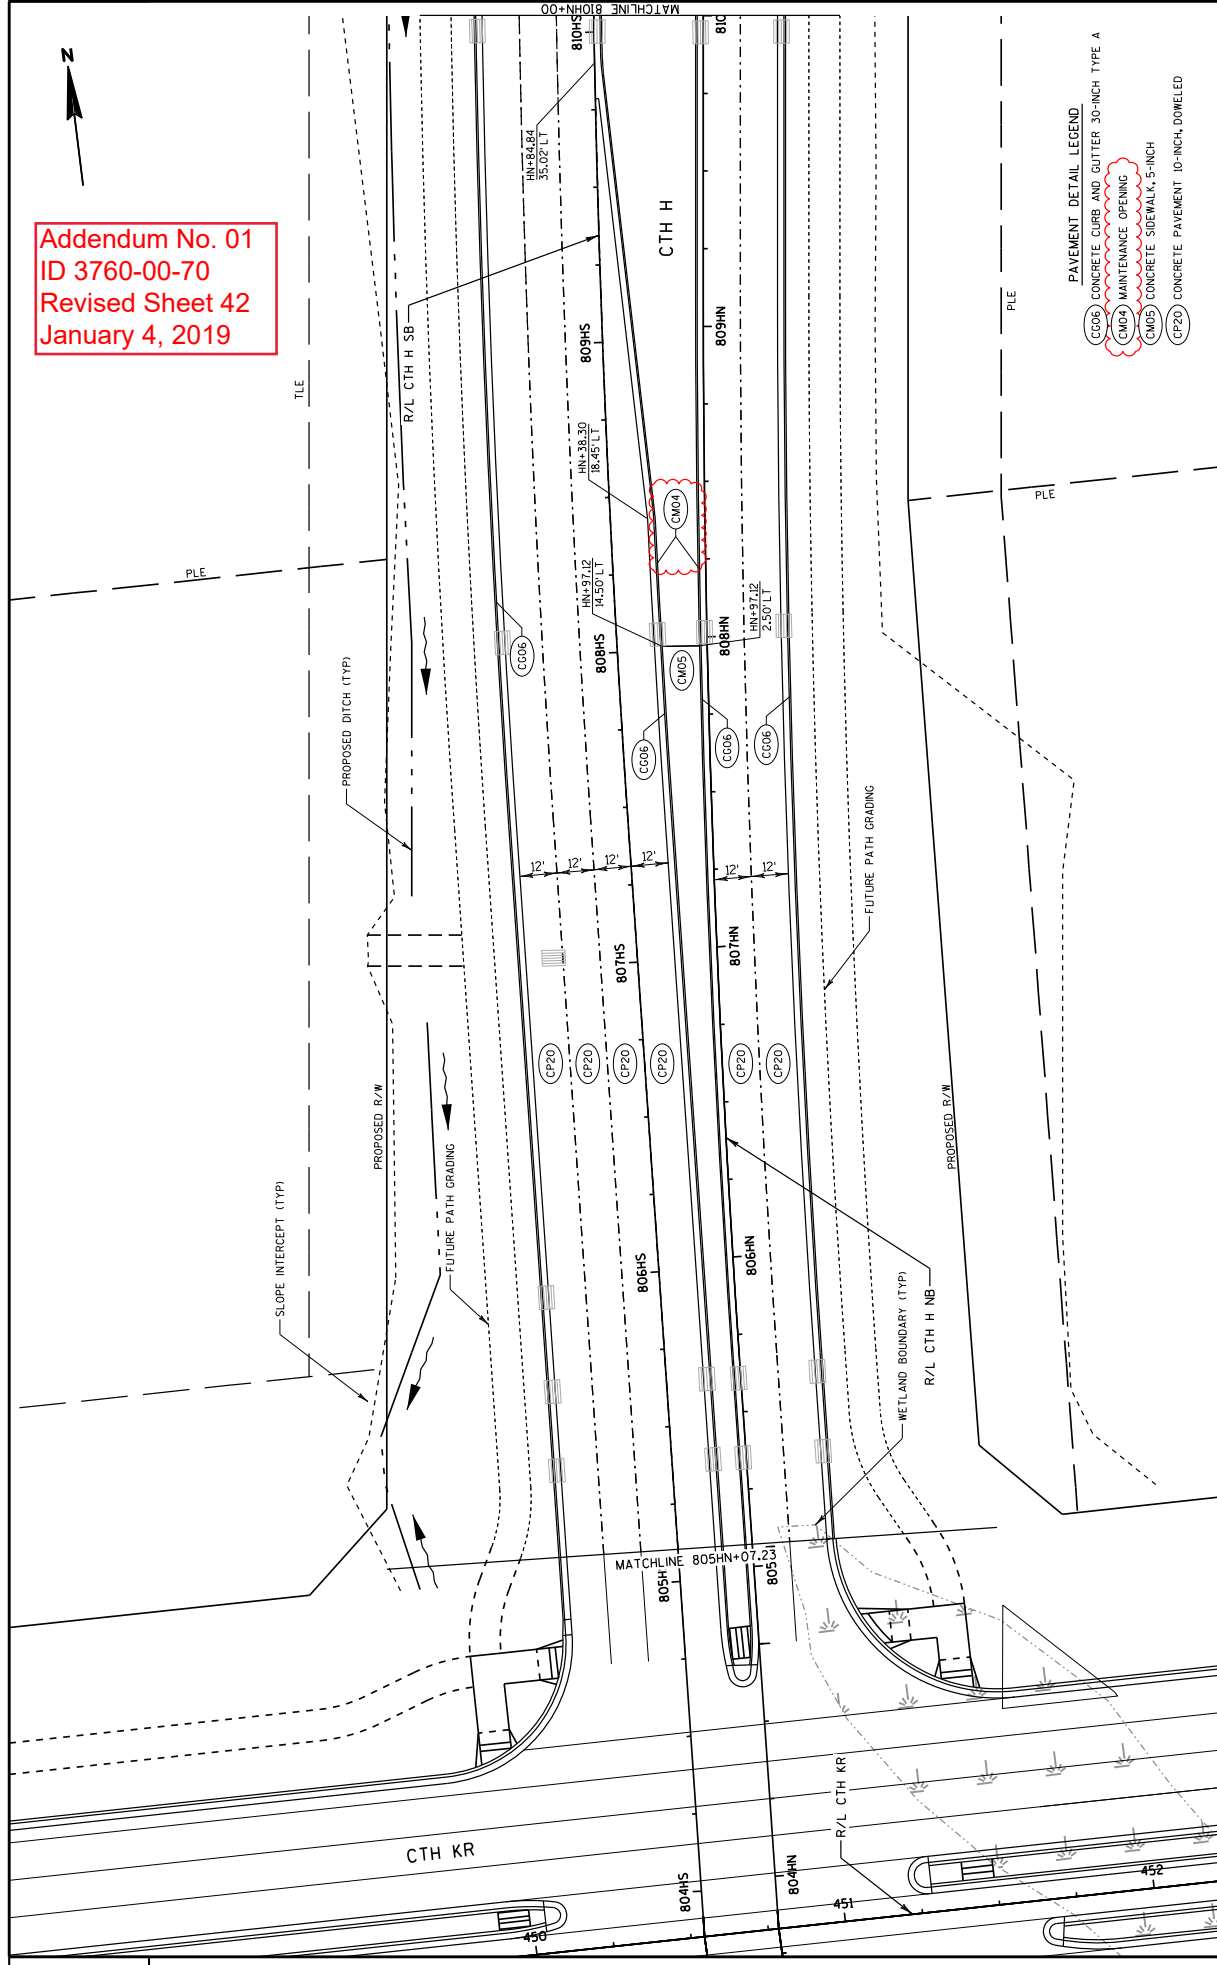 MATCHLINE 810HN+00
N
Addendum No. 01
ID 3760-00-70
Revised Sheet 42
January 4, 2019
810HS
810
HN+84.84
35.02' LT
CTH H
R/L CTH H SB
TLE
809HS
809HN
PLE
PAVEMENT DETAIL LEGEND
CG06 CONCRETE CURB AND GUTTER 30-INCH TYPE A
CM04 MAINTENANCE OPENING
CM05 CONCRETE SIDEWALK, 5-INCH
CP20 CONCRETE PAVEMENT 10-INCH, DOWELED
HN+38.30
18.45' LT
CM04
PLE
PLE
HN+97.12
14.50' LT
HN+97.12
2.50' LT
808HS
808HN
CG06
CM05
PROPOSED DITCH (TYP)
CG06
CG06
CG06
12'
12'
12'
12'
12'
12'
FUTURE PATH GRADING
807HS
807HN
CP20
CP20
CP20
CP20
CP20
CP20
PROPOSED R/W
PROPOSED R/W
FUTURE PATH GRADING
SLOPE INTERCEPT (TYP)
806HS
806HN
WETLAND BOUNDARY (TYP)
R/L CTH H NB
MATCHLINE 805HN+07.23
805H
805
R/L CTH KR
CTH KR
804HS
804HN
450
451
452